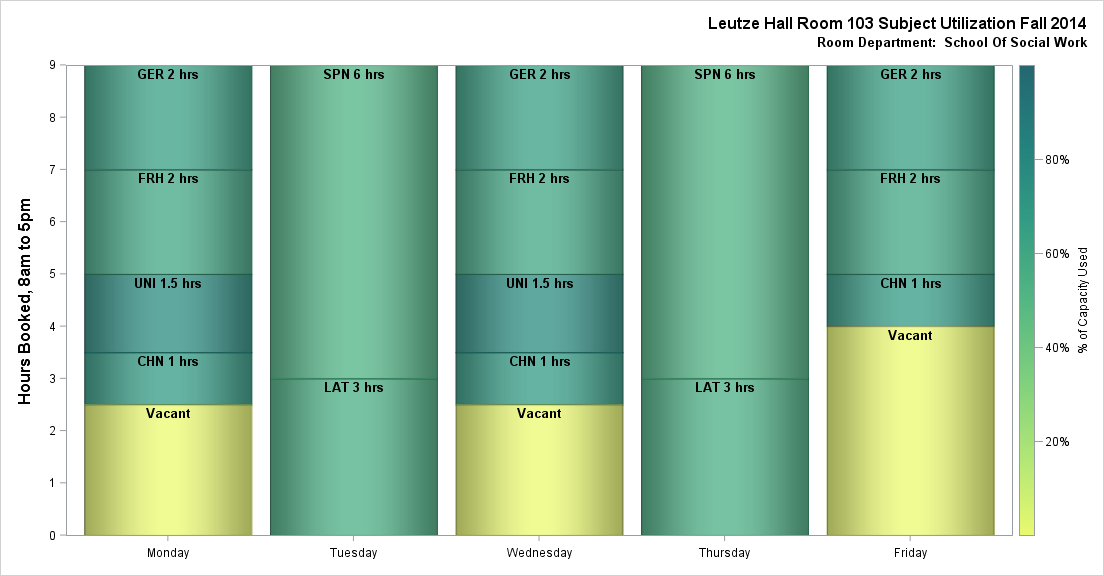 Leutze Hall Room 103 Subject Utilization Fall 2014
Room Department:  School Of Social Work
Hours Booked, 8am to 5pm
9
8
7
6
5
4
3
2
1
0
GER 2 hrs
FRH 2 hrs
UNI 1.5 hrs
CHN 1 hrs
Vacant
SPN 6 hrs
LAT 3 hrs
GER 2 hrs
FRH 2 hrs
UNI 1.5 hrs
CHN 1 hrs
Vacant
SPN 6 hrs
LAT 3 hrs
GER 2 hrs
FRH 2 hrs
CHN 1 hrs
Vacant
Monday
Tuesday
Wednesday
Thursday
Friday
80%
60%
40%
20%
% of Capacity Used